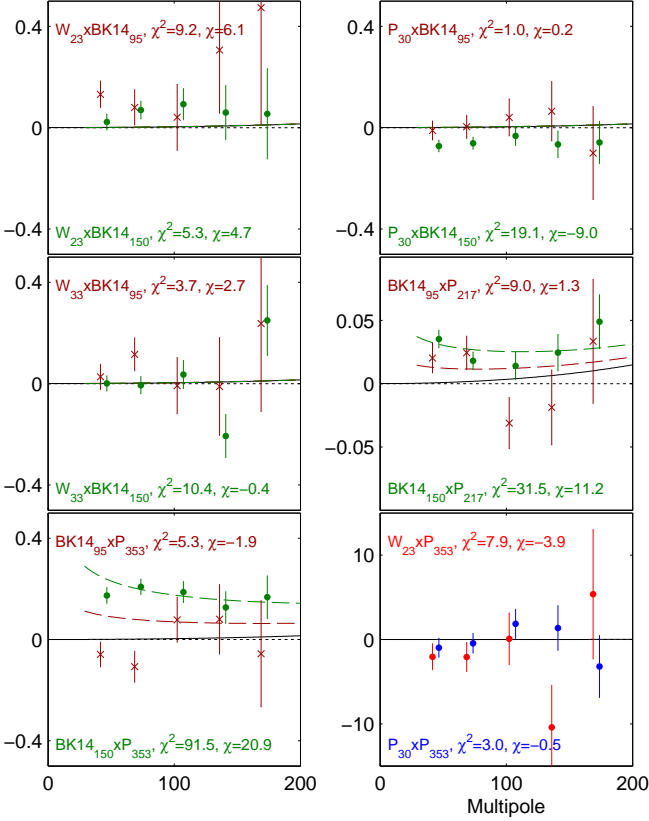 0.4
0
−0.4
W₂₃xBK14₉₅, χ²=9.2, χ=6.1
W₂₃xBK14₁₅₀, χ²=5.3, χ=4.7
0.4
0
−0.4
P₃₀xBK14₉₅, χ²=1.0, χ=0.2
P₃₀xBK14₁₅₀, χ²=19.1, χ=−9.0
0.4
0
−0.4
W₃₃xBK14₉₅, χ²=3.7, χ=2.7
W₃₃xBK14₁₅₀, χ²=10.4, χ=−0.4
0.05
0
−0.05
BK14₉₅xP₂₁₇, χ²=9.0, χ=1.3
BK14₁₅₀xP₂₁₇, χ²=31.5, χ=11.2
0.4
0
−0.4
BK14₉₅xP₃₅₃, χ²=5.3, χ=−1.9
BK14₁₅₀xP₃₅₃, χ²=91.5, χ=20.9
0 100 200
10
0
−10
W₂₃xP₃₅₃, χ²=7.9, χ=−3.9
P₃₀xP₃₅₃, χ²=3.0, χ=−0.5
0 100 200
Multipole